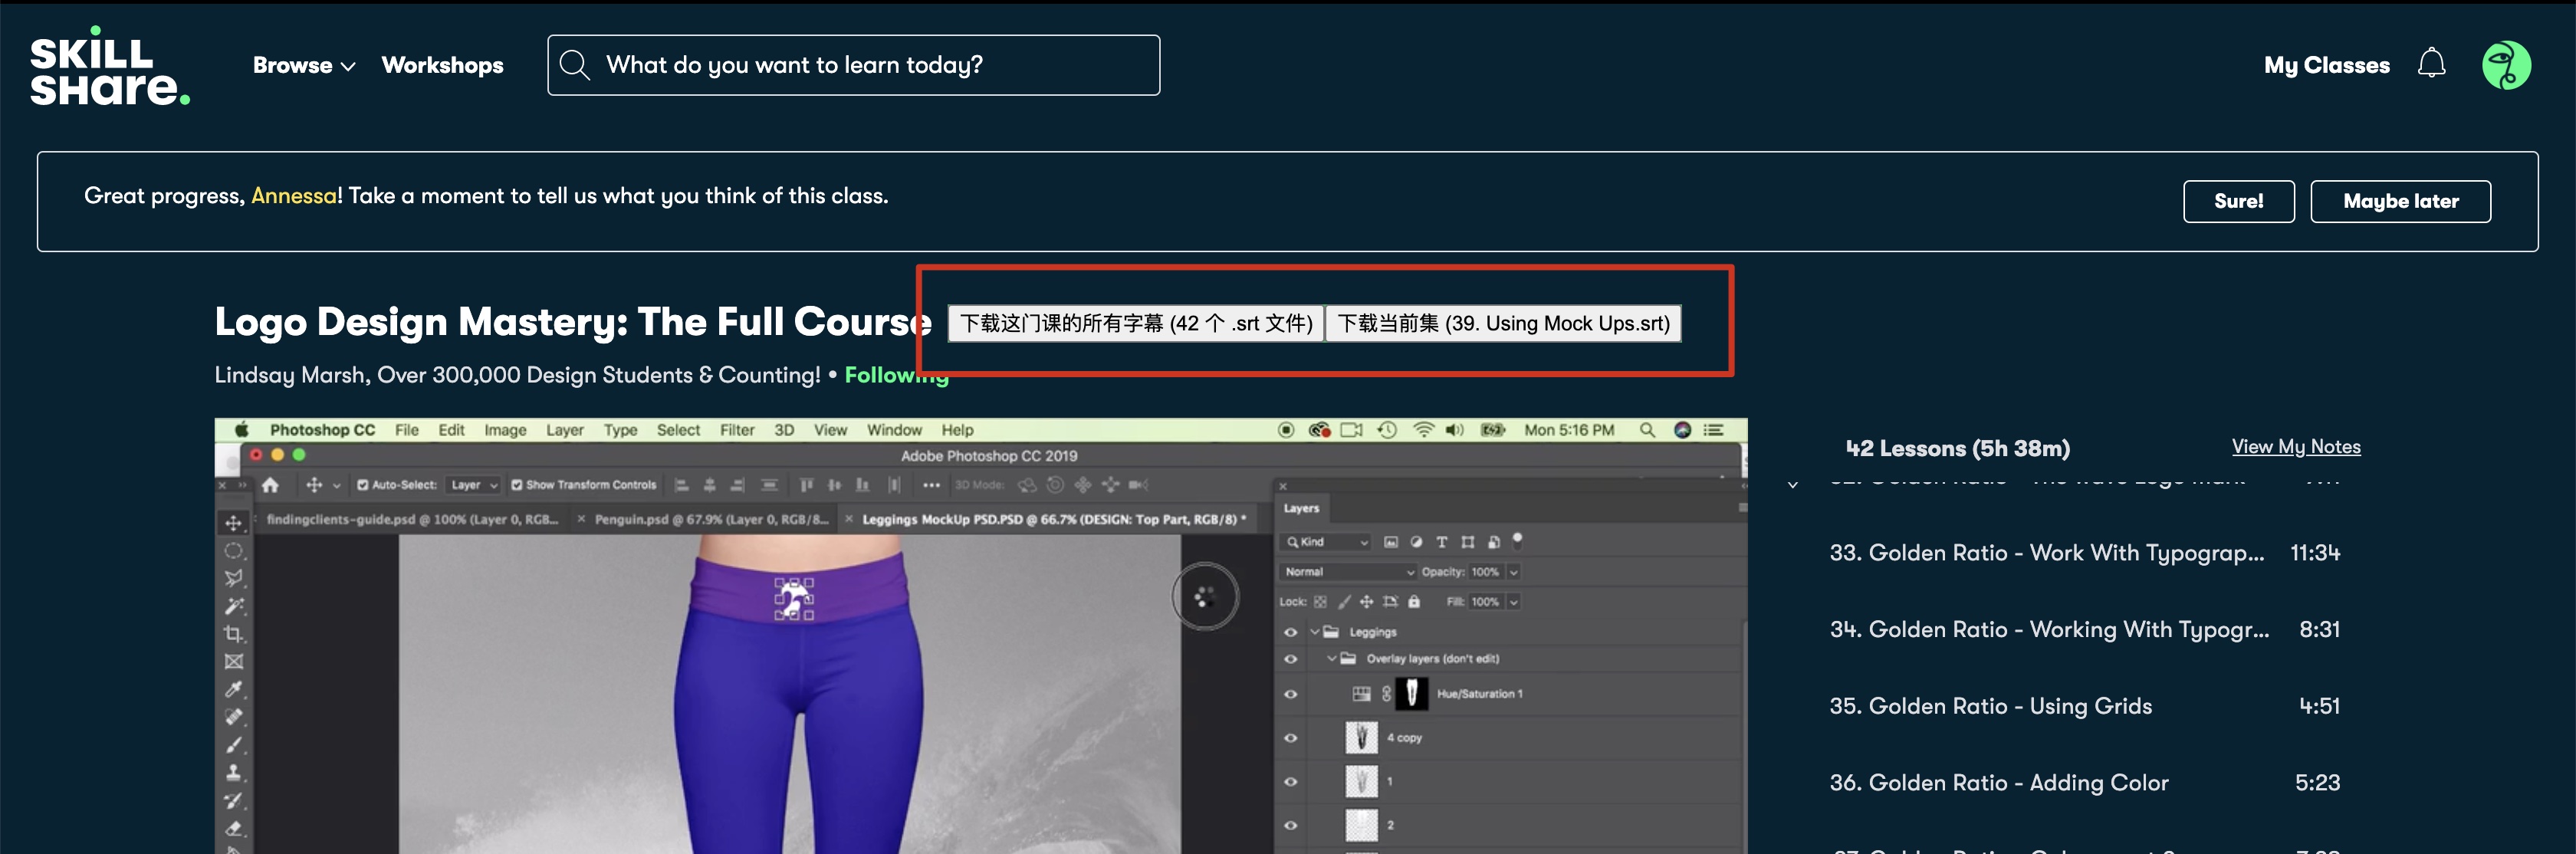 SKILL
SHare.
Browse
Workshops
What do you want to learn today?
My Classes
Great progress, Annessa! Take a moment to tell us what you think of this class.
Sure!
Maybe later
Logo Design Mastery: The Full Course
下载这门课的所有字幕 (42 个 .srt 文件)
下载当前集 (39. Using Mock Ups.srt)
Lindsay Marsh, Over 300,000 Design Students & Counting! • Following
Photoshop CC File Edit Image Layer Type Select Filter 3D View Window Help
Mon 5:16 PM
Adobe Photoshop CC 2019
Auto-Select: Layer Show Transform Controls
3D Mode:
findingclients-guide.psd @ 100% (Layer 0, RGB...
Penguin.psd @ 67.9% (Layer 0, RGB/8...
Leggings MockUp PSD.PSD @ 66.7% (DESIGN: Top Part, RGB/8) *
Layers
Kind
Normal
Opacity: 100%
Lock:
Fill: 100%
Leggings
Overlay layers (don't edit)
Hue/Saturation 1
4 copy
1
2
42 Lessons (5h 38m)
View My Notes
33. Golden Ratio - Work With Typograp... 11:34
34. Golden Ratio - Working With Typogr... 8:31
35. Golden Ratio - Using Grids 4:51
36. Golden Ratio - Adding Color 5:23